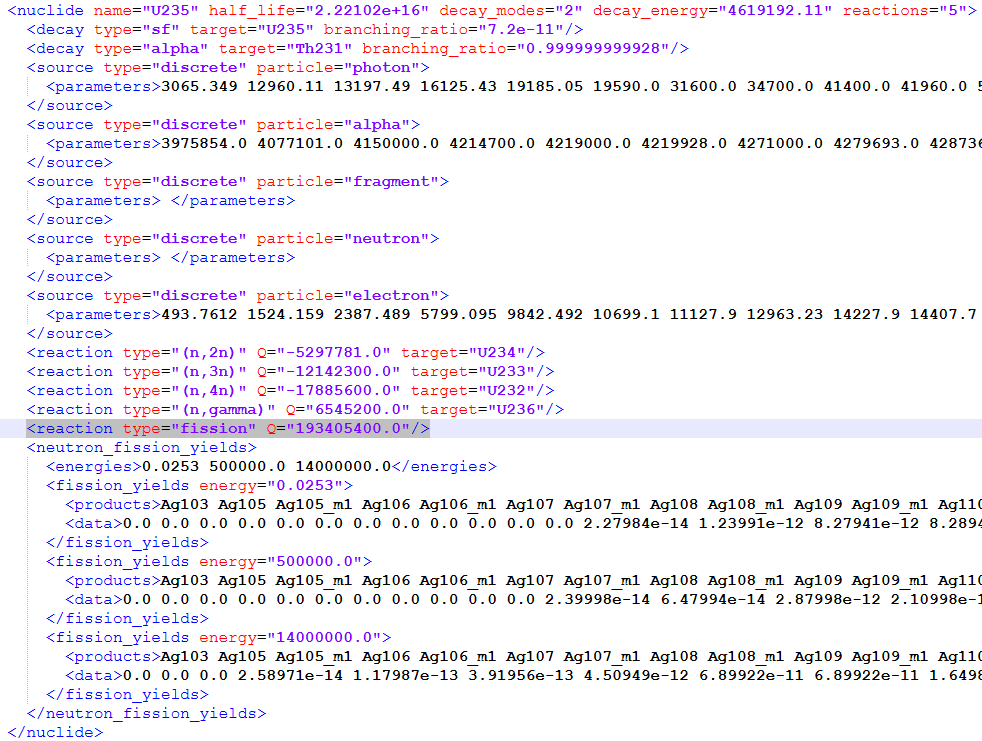 <nuclide name="U235" half_life="2.22102e+16" decay_modes="2" decay_energy="4619192.11" reactions="5">
<decay type="sf" target="U235" branching_ratio="7.2e-11"/>
<decay type="alpha" target="Th231" branching_ratio="0.999999999928"/>
<source type="discrete" particle="photon">
<parameters>3065.349 12960.11 13197.49 16125.43 19185.05 19590.0 31600.0 34700.0 41400.0 41960.0 5
</source>
<source type="discrete" particle="alpha">
<parameters>3975854.0 4077101.0 4150000.0 4214700.0 4219000.0 4219928.0 4271000.0 4279693.0 428736
</source>
<source type="discrete" particle="fragment">
<parameters> </parameters>
</source>
<source type="discrete" particle="neutron">
<parameters> </parameters>
</source>
<source type="discrete" particle="electron">
<parameters>493.7612 1524.159 2387.489 5799.095 9842.492 10699.1 11127.9 12963.23 14227.9 14407.7
</source>
<reaction type="(n,2n)" Q="-5297781.0" target="U234"/>
<reaction type="(n,3n)" Q="-12142300.0" target="U233"/>
<reaction type="(n,4n)" Q="-17885600.0" target="U232"/>
<reaction type="(n,gamma)" Q="6545200.0" target="U236"/>
<reaction type="fission" Q="193405400.0"/>
<neutron_fission_yields>
<energies>0.0253 500000.0 14000000.0</energies>
<fission_yields energy="0.0253">
<products>Ag103 Ag105 Ag105_m1 Ag106 Ag106_m1 Ag107 Ag107_m1 Ag108 Ag108_m1 Ag109 Ag109_m1 Ag110
<data>0.0 0.0 0.0 0.0 0.0 0.0 0.0 0.0 0.0 0.0 0.0 0.0 2.27984e-14 1.23991e-12 8.27941e-12 8.2894
</fission_yields>
<fission_yields energy="500000.0">
<products>Ag103 Ag105 Ag105_m1 Ag106 Ag106_m1 Ag107 Ag107_m1 Ag108 Ag108_m1 Ag109 Ag109_m1 Ag110
<data>0.0 0.0 0.0 0.0 0.0 0.0 0.0 0.0 0.0 0.0 0.0 2.39998e-14 6.47994e-14 2.87998e-12 2.10998e-1
</fission_yields>
<fission_yields energy="14000000.0">
<products>Ag103 Ag105 Ag105_m1 Ag106 Ag106_m1 Ag107 Ag107_m1 Ag108 Ag108_m1 Ag109 Ag109_m1 Ag110
<data>0.0 0.0 0.0 2.58971e-14 1.17987e-13 3.91956e-13 4.50949e-12 6.89922e-11 6.89922e-11 1.6498
</fission_yields>
</neutron_fission_yields>
</nuclide>